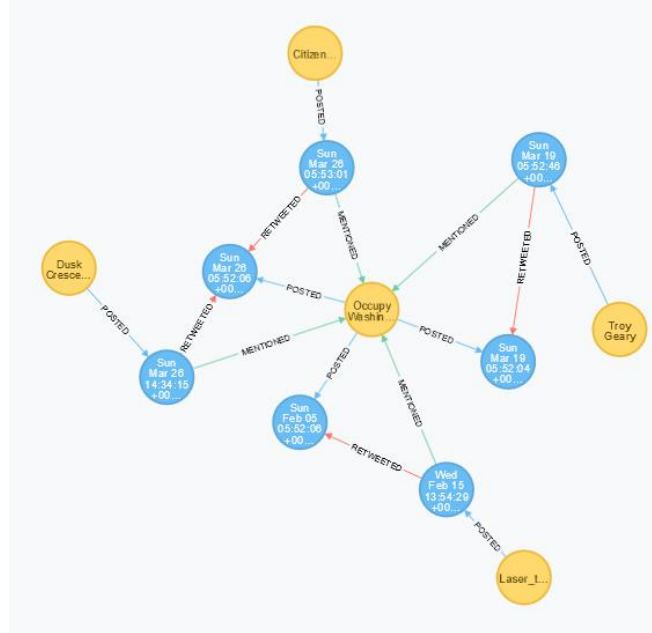 Citizen...
POSTED
Sun
Mar 26
05:53:01
+00...
Sun
Mar 19
05:52:46
+00...
RETWEETED
MENTIONED
MENTIONED
RETWEETED
POSTED
Dusk
Cresce...
Sun
Mar 26
05:52:06
+00...
POSTED
Occupy
Washin...
POSTED
RETWEETED
MENTIONED
POSTED
Troy
Geary
Sun
Mar 19
05:52:04
+00...
Sun
Mar 26
14:34:15
+00...
POSTED
MENTIONED
Sun
Feb 05
05:52:06
+00...
RETWEETED
Wed
Feb 15
13:54:29
+00...
POSTED
Laser_t...